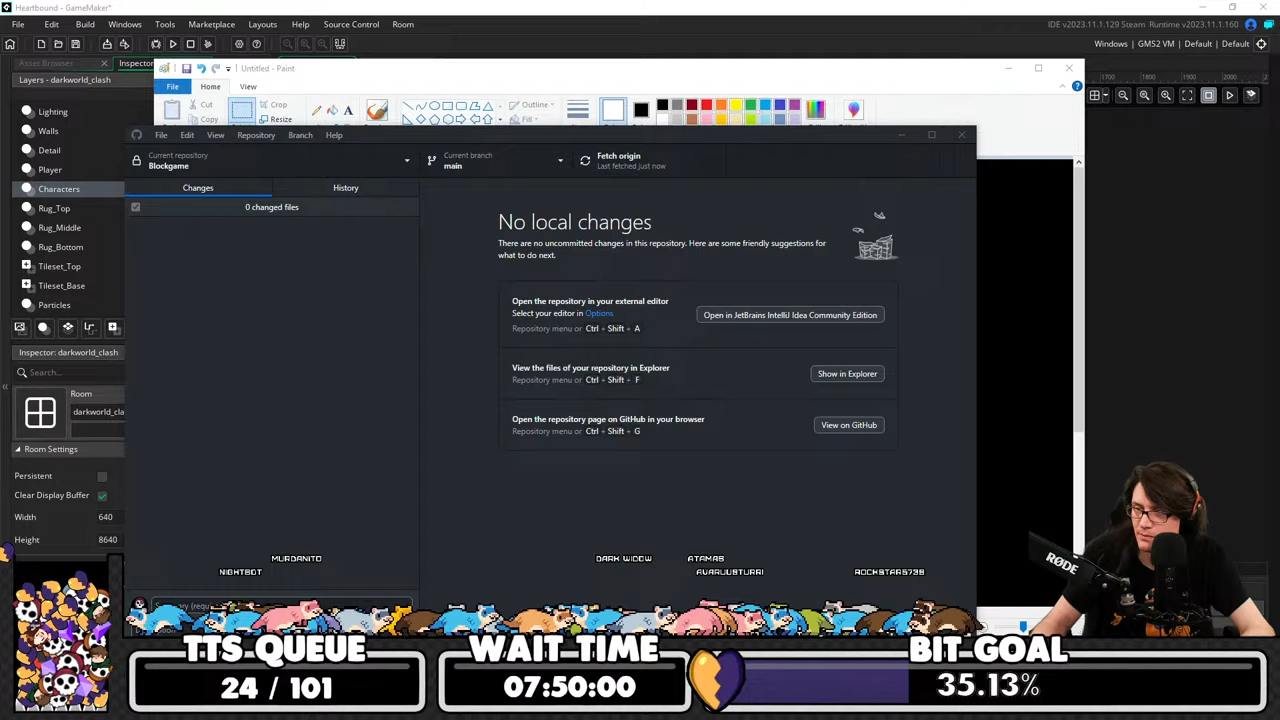 Heartbound - GameMaker*
File Edit Build Windows Tools Marketplace Layouts Help Source Control Room
IDE v2023.11.1.129 Steam Runtime v2023.11.1.160
Windows | GMS2 VM | Default | Default
Asset Browser
Inspector
Layers - darkworld_clash
Lighting
Walls
Detail
Player
Characters
Rug_Top
Rug_Middle
Rug_Bottom
Tileset_Top
Tileset_Base
Particles
Inspector: darkworld_clash
Search...
Room
darkworld_cla
Room Settings
Persistent
Clear Display Buffer
Width 640
Height 8640
Untitled - Paint
File Home View
Cut
Copy
Crop
Resize
Outline
Fill
1700 1800 1900
File Edit View Repository Branch Help
Current repository
Blockgame
Current branch
main
Fetch origin
Last fetched just now
Changes History
0 changed files
No local changes
There are no uncommitted changes in this repository. Here are some friendly suggestions for
what to do next.
Open the repository in your external editor
Select your editor in Options
Repository menu or Ctrl + Shift + A
Open in JetBrains IntelliJ Idea Community Edition
View the files of your repository in Explorer
Repository menu or Ctrl + Shift + F
Show in Explorer
Open the repository page on GitHub in your browser
Repository menu or Ctrl + Shift + G
View on GitHub
MURDANITO
NIGHTBOT
DARK WIDOW
ATAMAS
AVARUUSTURRI
ROCKSTAR5738
RØDE
TTS QUEUE
24 / 101
WAIT TIME
07:50:00
BIT GOAL
35.13%